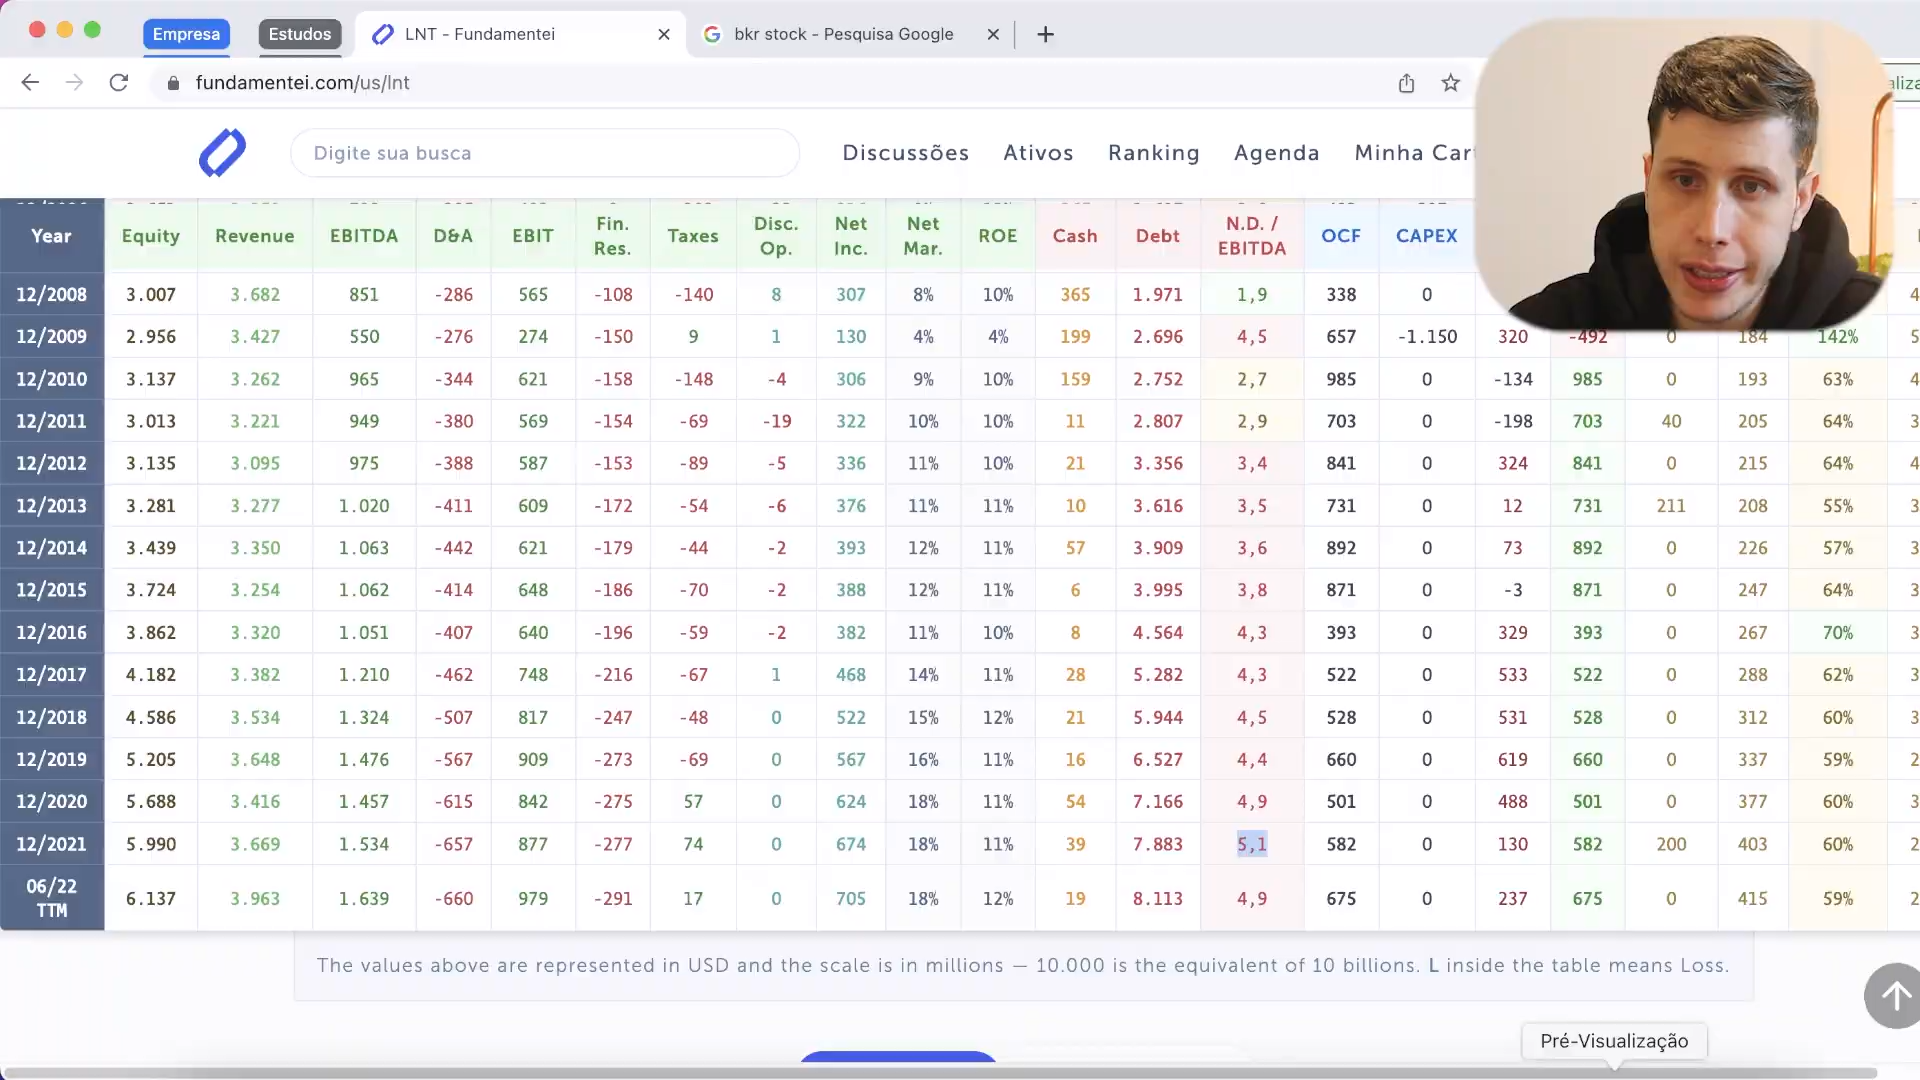 Empresa Estudos LNT - Fundamentei bkr stock - Pesquisa Google
fundamentei.com/us/lnt
Digite sua busca Discussões Ativos Ranking Agenda Minha Car
Year Equity Revenue EBITDA D&A EBIT Fin. Res. Taxes Disc. Op. Net Inc. Net Mar. ROE Cash Debt N.D. / EBITDA OCF CAPEX
12/2008 3.007 3.682 851 -286 565 -108 -140 8 307 8% 10% 365 1.971 1,9 338 0
12/2009 2.956 3.427 550 -276 274 -150 9 1 130 4% 4% 199 2.696 4,5 657 -1.150 320 -492 0 184 142%
12/2010 3.137 3.262 965 -344 621 -158 -148 -4 306 9% 10% 159 2.752 2,7 985 0 -134 985 0 193 63%
12/2011 3.013 3.221 949 -380 569 -154 -69 -19 322 10% 10% 11 2.807 2,9 703 0 -198 703 40 205 64%
12/2012 3.135 3.095 975 -388 587 -153 -89 -5 336 11% 10% 21 3.356 3,4 841 0 324 841 0 215 64%
12/2013 3.281 3.277 1.020 -411 609 -172 -54 -6 376 11% 11% 10 3.616 3,5 731 0 12 731 211 208 55%
12/2014 3.439 3.350 1.063 -442 621 -179 -44 -2 393 12% 11% 57 3.909 3,6 892 0 73 892 0 226 57%
12/2015 3.724 3.254 1.062 -414 648 -186 -70 -2 388 12% 11% 6 3.995 3,8 871 0 -3 871 0 247 64%
12/2016 3.862 3.320 1.051 -407 640 -196 -59 -2 382 11% 10% 8 4.564 4,3 393 0 329 393 0 267 70%
12/2017 4.182 3.382 1.210 -462 748 -216 -67 1 468 14% 11% 28 5.282 4,3 522 0 533 522 0 288 62%
12/2018 4.586 3.534 1.324 -507 817 -247 -48 0 522 15% 12% 21 5.944 4,5 528 0 531 528 0 312 60%
12/2019 5.205 3.648 1.476 -567 909 -273 -69 0 567 16% 11% 16 6.527 4,4 660 0 619 660 0 337 59%
12/2020 5.688 3.416 1.457 -615 842 -275 57 0 624 18% 11% 54 7.166 4,9 501 0 488 501 0 377 60%
12/2021 5.990 3.669 1.534 -657 877 -277 74 0 674 18% 11% 39 7.883 5,1 582 0 130 582 200 403 60%
06/22 TTM 6.137 3.963 1.639 -660 979 -291 17 0 705 18% 12% 19 8.113 4,9 675 0 237 675 0 415 59%
The values above are represented in USD and the scale is in millions — 10.000 is the equivalent of 10 billions. L inside the table means Loss.
Pré-Visualização